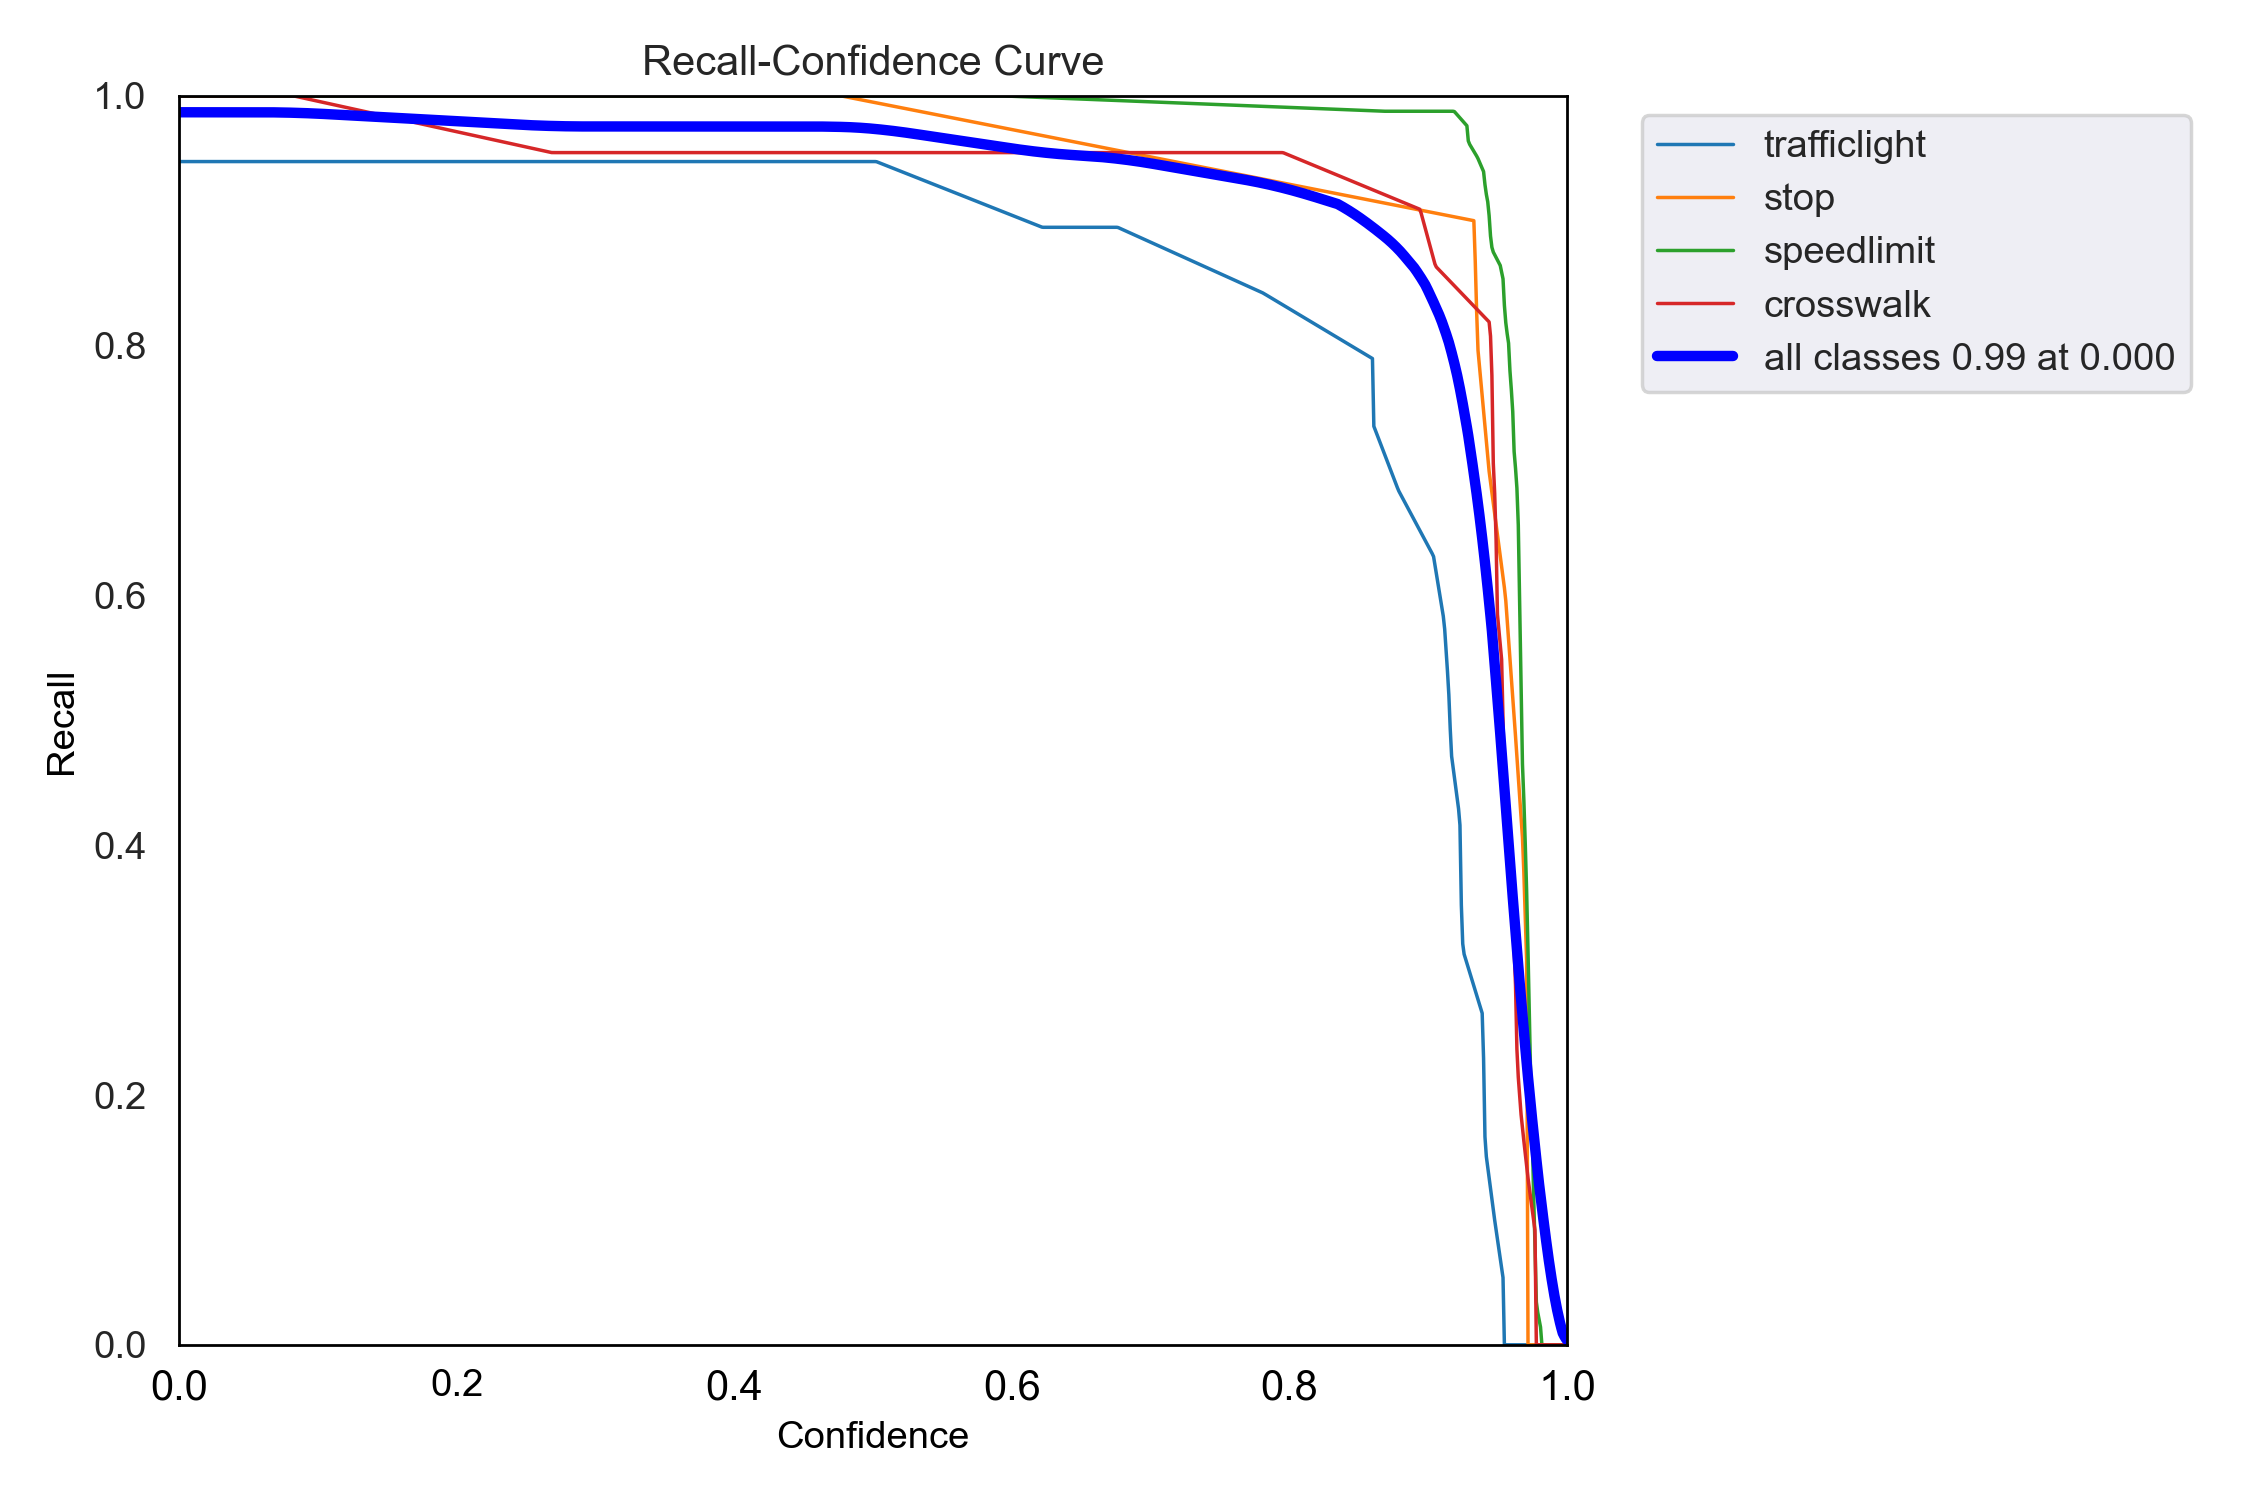 Recall-Confidence Curve
1.0
0.8
0.6
0.4
0.2
0.0
Recall
0.0 0.2 0.4 0.6 0.8 1.0
Confidence
trafficlight
stop
speedlimit
crosswalk
all classes 0.99 at 0.000